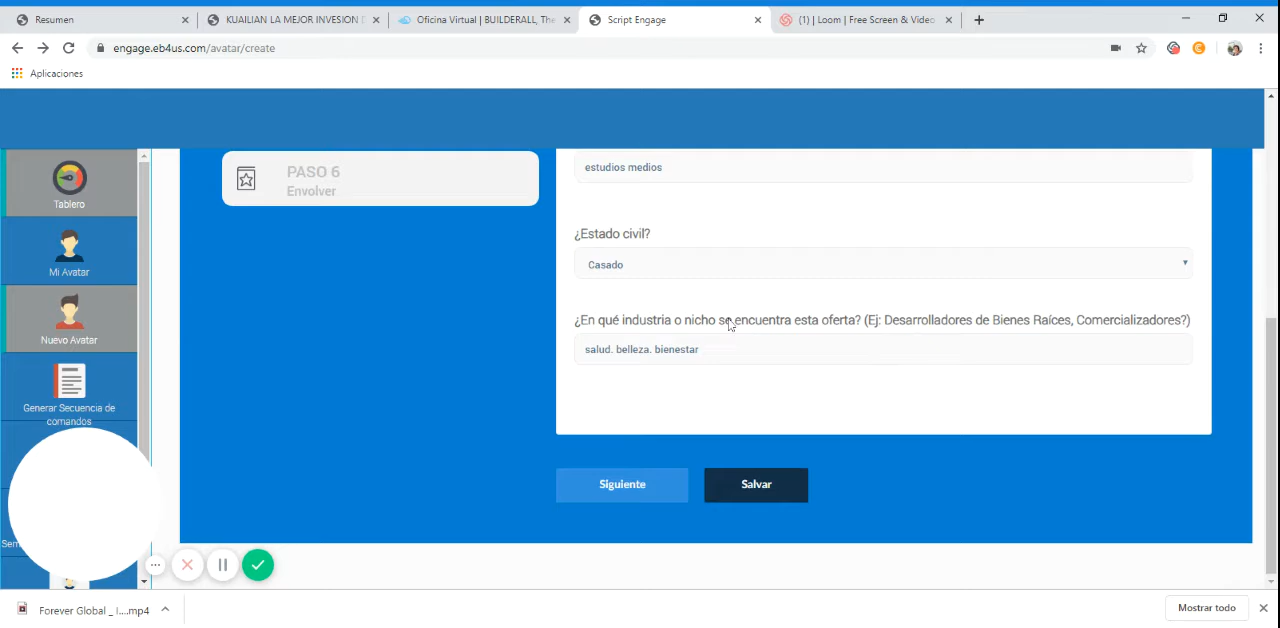 Resumen
KUAILIAN LA MEJOR INVESION
Oficina Virtual | BUILDERALL, The
Script Engage
(1) | Loom | Free Screen & Video
engage.eb4us.com/avatar/create
Aplicaciones
Tablero
Mi Avatar
Nuevo Avatar
Generar Secuencia de
comandos
Sem
PASO 6
Envolver
estudios medios
¿Estado civil?
Casado
¿En qué industria o nicho se encuentra esta oferta? (Ej: Desarrolladores de Bienes Raíces, Comercializadores?)
salud. belleza. bienestar
Siguiente
Salvar
Forever Global _ I....mp4
Mostrar todo